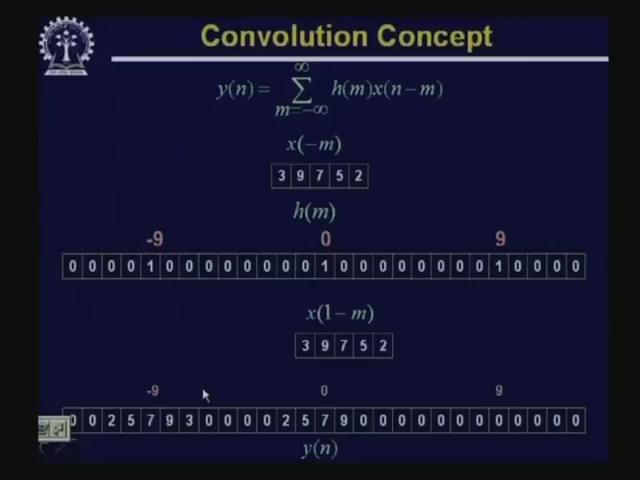 Convolution Concept
y(n) = ∞ ∑ m=-∞ h(m)x(n-m)
x(-m)
3 9 7 5 2
h(m)
-9 0 9
0 0 0 0 1 0 0 0 0 0 0 0 0 1 0 0 0 0 0 0 0 0 1 0 0 0 0
x(1-m)
3 9 7 5 2
-9 0 9
0 0 2 5 7 9 3 0 0 0 0 2 5 7 9 0 0 0 0 0 0 0 0 0 0 0 0
y(n)